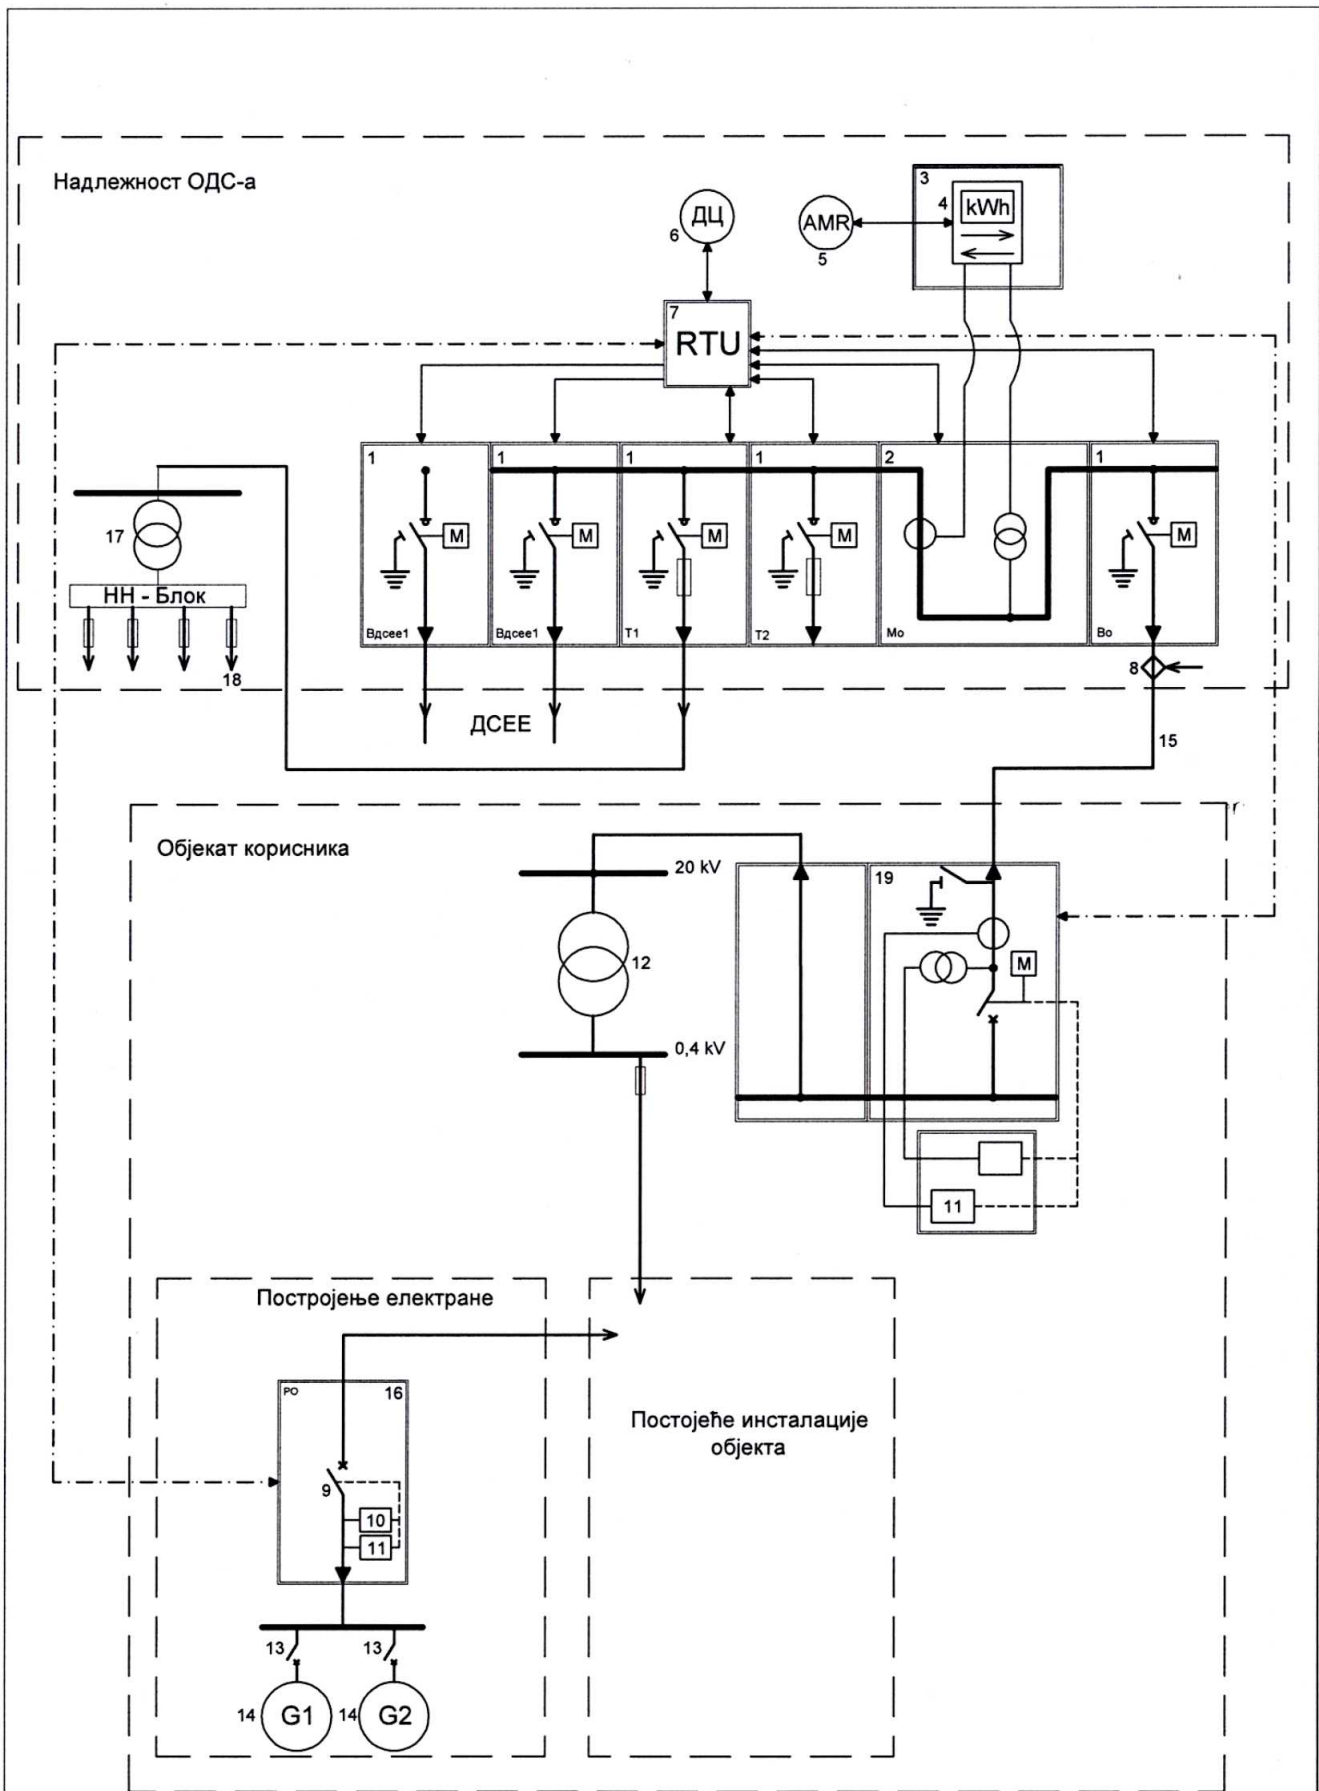 Надлежност ОДС-а
3
4
kWh
ДЦ
6
AMR
5
7
RTU
1
1
1
1
2
1
M
M
M
M
M
17
НН - Блок
18
Вдсее1
Вдсее1
Т1
Т2
Мо
Во
8
ДСЕЕ
15
Објекат корисника
20 kV
19
12
M
0,4 kV
11
Постројење електране
РО
16
9
10
11
Постојеће инсталације
објекта
13
13
14
G1
14
G2